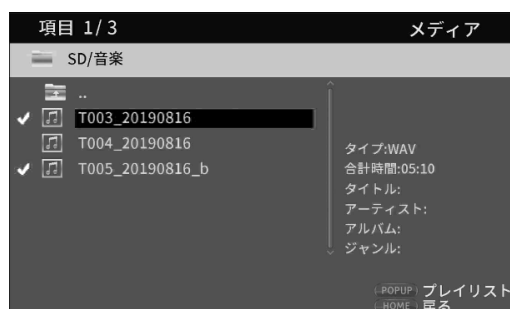 項目 1/3
メディア
SD/音楽
..
T003_20190816
T004_20190816
T005_20190816_b
タイプ:WAV
合計時間:05:10
タイトル:
アーティスト:
アルバム:
ジャンル:
POPUP プレイリスト
HOME 戻る